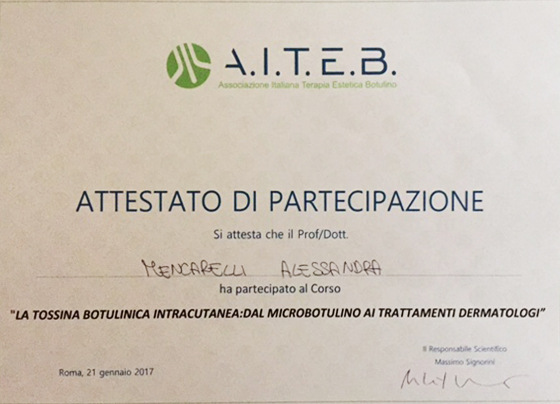 A.I.T.E.B.
Associazione Italiana Terapia Estetica Botulino
ATTESTATO DI PARTECIPAZIONE
Si attesta che il Prof/Dott.
MENCARELLI ALESSANDRA
ha partecipato al Corso
"LA TOSSINA BOTULINICA INTRACUTANEA:DAL MICROBOTULINO AI TRATTAMENTI DERMATOLOGI"
Il Responsabile Scientifico
Massimo Signorini
Roma, 21 gennaio 2017